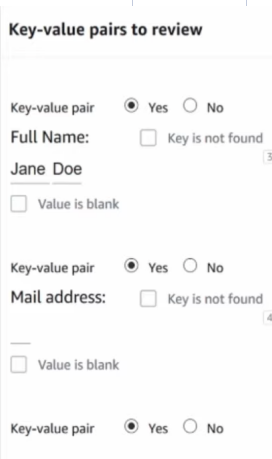 Key-value pairs to review
Key-value pair Yes No
Full Name: Key is not found
3
Jane Doe
Value is blank
Key-value pair Yes No
Mail address: Key is not found
4
Value is blank
Key-value pair Yes No